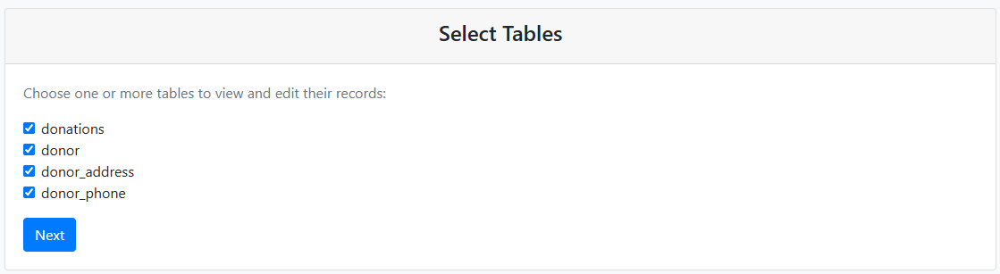 Select Tables
Choose one or more tables to view and edit their records:
donations
donor
donor_address
donor_phone
Next